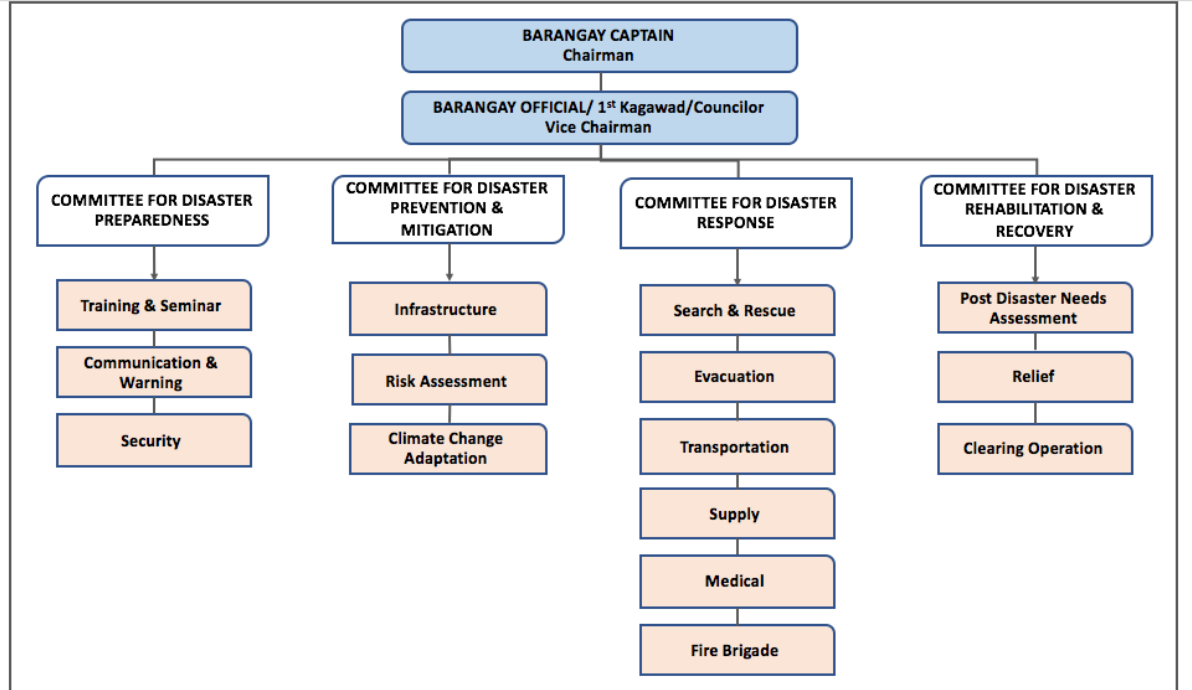 BARANGAY CAPTAIN
Chairman
BARANGAY OFFICIAL/ 1st Kagawad/Councilor
Vice Chairman
COMMITTEE FOR DISASTER
PREPAREDNESS
Training & Seminar
Communication &
Warning
Security
COMMITTEE FOR DISASTER
PREVENTION &
MITIGATION
Infrastructure
Risk Assessment
Climate Change
Adaptation
COMMITTEE FOR DISASTER
RESPONSE
Search & Rescue
Evacuation
Transportation
Supply
Medical
Fire Brigade
COMMITTEE FOR DISASTER
REHABILITATION &
RECOVERY
Post Disaster Needs
Assessment
Relief
Clearing Operation